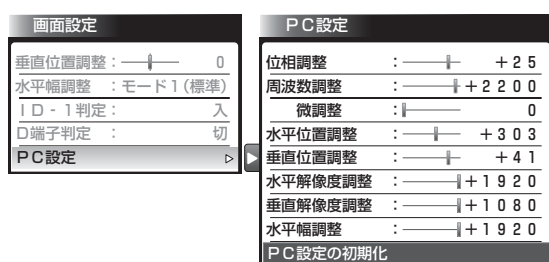 画面設定
垂直位置調整： 0
水平幅調整 ：モード1(標準)
ID-1判定： 入
D端子判定 ： 切
PC設定
PC設定
位相調整 ： +25
周波数調整 ： +2200
微調整 ： 0
水平位置調整 ： +303
垂直位置調整 ： +41
水平解像度調整 ： +1920
垂直解像度調整 ： +1080
水平幅調整 ： +1920
PC設定の初期化